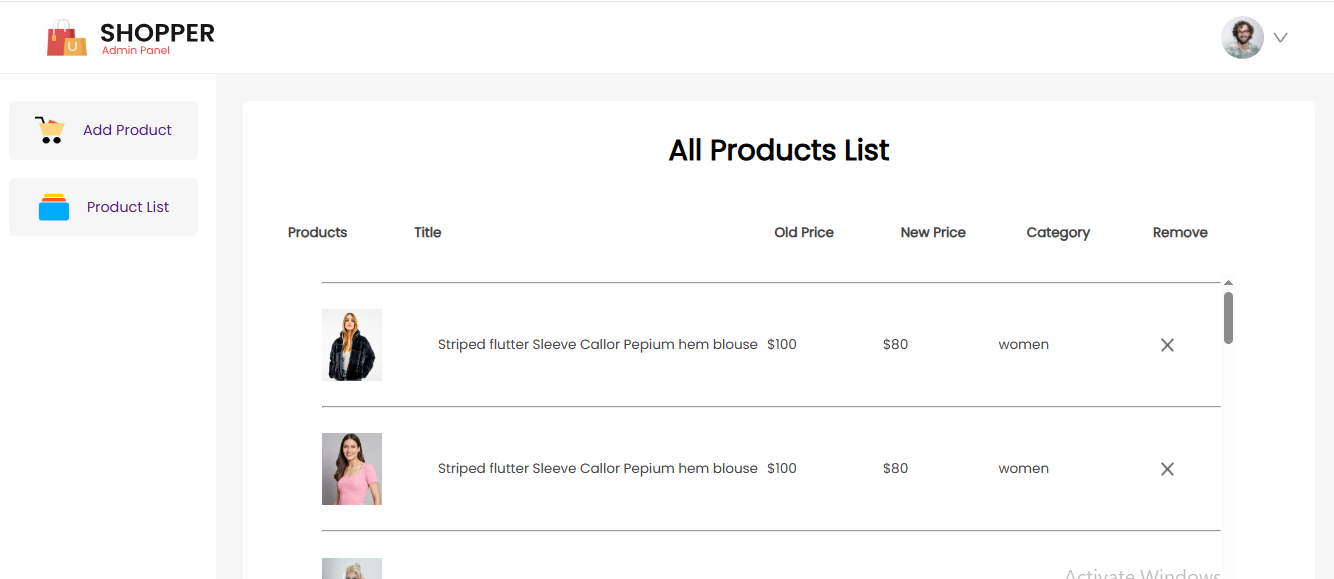 SHOPPER
Admin Panel
U
Add Product
Product List
All Products List
Products Title Old Price New Price Category Remove
Striped flutter Sleeve Callor Pepium hem blouse $100 $80 women
Striped flutter Sleeve Callor Pepium hem blouse $100 $80 women
Activate Windows